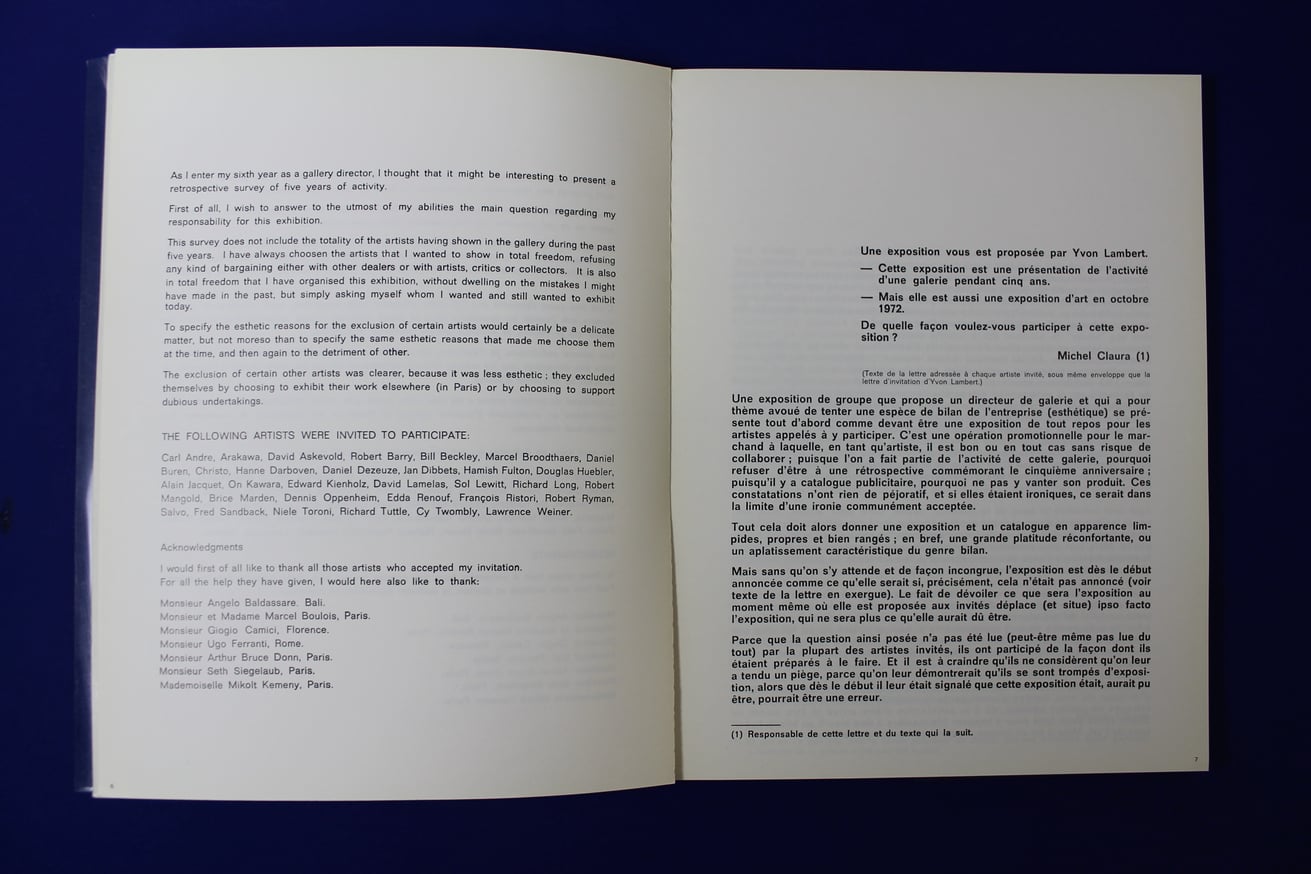 As I enter my sixth year as a gallery director, I thought that it might be interesting to present a
retrospective survey of five years of activity.
First of all, I wish to answer to the utmost of my abilities the main question regarding my
responsability for this exhibition.
This survey does not include the totality of the artists having shown in the gallery during the past
five years. I have always choosen the artists that I wanted to show in total freedom, refusing
any kind of bargaining either with other dealers or with artists, critics or collectors. It is also
in total freedom that I have organised this exhibition, without dwelling on the mistakes I might
have made in the past, but simply asking myself whom I wanted and still wanted to exhibit
today.
To specify the esthetic reasons for the exclusion of certain artists would certainly be a delicate
matter, but not moreso than to specify the same esthetic reasons that made me choose them
at the time, and then again to the detriment of other.
The exclusion of certain other artists was clearer, because it was less esthetic ; they excluded
themselves by choosing to exhibit their work elsewhere (in Paris) or by choosing to support
dubious undertakings.
THE FOLLOWING ARTISTS WERE INVITED TO PARTICIPATE:
Carl Andre, Arakawa, David Askevold, Robert Barry, Bill Beckley, Marcel Broodthaers, Daniel
Buren, Christo, Hanne Darboven, Daniel Dezeuze, Jan Dibbets, Hamish Fulton, Douglas Huebler,
Alain Jacquet, On Kawara, Edward Kienholz, David Lamelas, Sol Lewitt, Richard Long, Robert
Mangold, Brice Marden, Dennis Oppenheim, Edda Renouf, François Ristori, Robert Ryman,
Salvo, Fred Sandback, Niele Toroni, Richard Tuttle, Cy Twombly, Lawrence Weiner.
Acknowledgments
I would first of all like to thank all those artists who accepted my invitation.
For all the help they have given, I would here also like to thank:
Monsieur Angelo Baldassare. Bali.
Monsieur et Madame Marcel Boulois, Paris.
Monsieur Giogio Camici, Florence.
Monsieur Ugo Ferranti, Rome.
Monsieur Arthur Bruce Donn, Paris.
Monsieur Seth Siegelaub, Paris.
Mademoiselle Mikolt Kemeny, Paris.
6
Une exposition vous est proposée par Yvon Lambert.
— Cette exposition est une présentation de l'activité
d'une galerie pendant cinq ans.
— Mais elle est aussi une exposition d'art en octobre
1972.
De quelle façon voulez-vous participer à cette expo-
sition ?
Michel Claura (1)
(Texte de la lettre adressée à chaque artiste invité, sous même enveloppe que la
lettre d'invitation d'Yvon Lambert.)
Une exposition de groupe que propose un directeur de galerie et qui a pour
thème avoué de tenter une espèce de bilan de l'entreprise (esthétique) se pré-
sente tout d'abord comme devant être une exposition de tout repos pour les
artistes appelés à y participer. C'est une opération promotionnelle pour le mar-
chand à laquelle, en tant qu'artiste, il est bon ou en tout cas sans risque de
collaborer ; puisque l'on a fait partie de l'activité de cette galerie, pourquoi
refuser d'être à une rétrospective commémorant le cinquième anniversaire ;
puisqu'il y a catalogue publicitaire, pourquoi ne pas y vanter son produit. Ces
constatations n'ont rien de péjoratif, et si elles étaient ironiques, ce serait dans
la limite d'une ironie communément acceptée.
Tout cela doit alors donner une exposition et un catalogue en apparence lim-
pides, propres et bien rangés ; en bref, une grande platitude réconfortante, ou
un aplatissement caractéristique du genre bilan.
Mais sans qu'on s'y attende et de façon incongrue, l'exposition est dès le début
annoncée comme ce qu'elle serait si, précisément, cela n'était pas annoncé (voir
texte de la lettre en exergue). Le fait de dévoiler ce que sera l'exposition au
moment même où elle est proposée aux invités déplace (et situe) ipso facto
l'exposition, qui ne sera plus ce qu'elle aurait dû être.
Parce que la question ainsi posée n'a pas été lue (peut-être même pas lue du
tout) par la plupart des artistes invités, ils ont participé de la façon dont ils
étaient préparés à le faire. Et il est à craindre qu'ils ne considèrent qu'on leur
a tendu un piège, parce qu'on leur démontrerait qu'ils se sont trompés d'exposi-
tion, alors que dès le début il leur était signalé que cette exposition était, aurait pu
être, pourrait être une erreur.
(1) Responsable de cette lettre et du texte qui la suit.
7